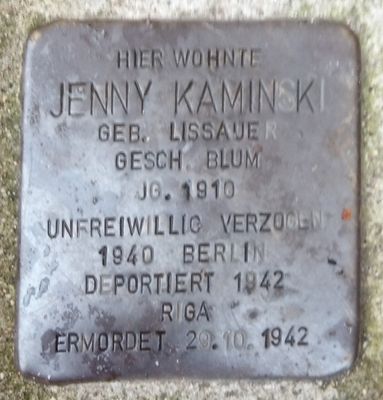 HIER WOHNTE
JENNY KAMINSKI
GEB. LISSAUER
GESCH. BLUM
JG. 1910
UNFREIWILLIG VERZOGEN
1940 BERLIN
DEPORTIERT 1942
RIGA
ERMORDET 29.10.1942